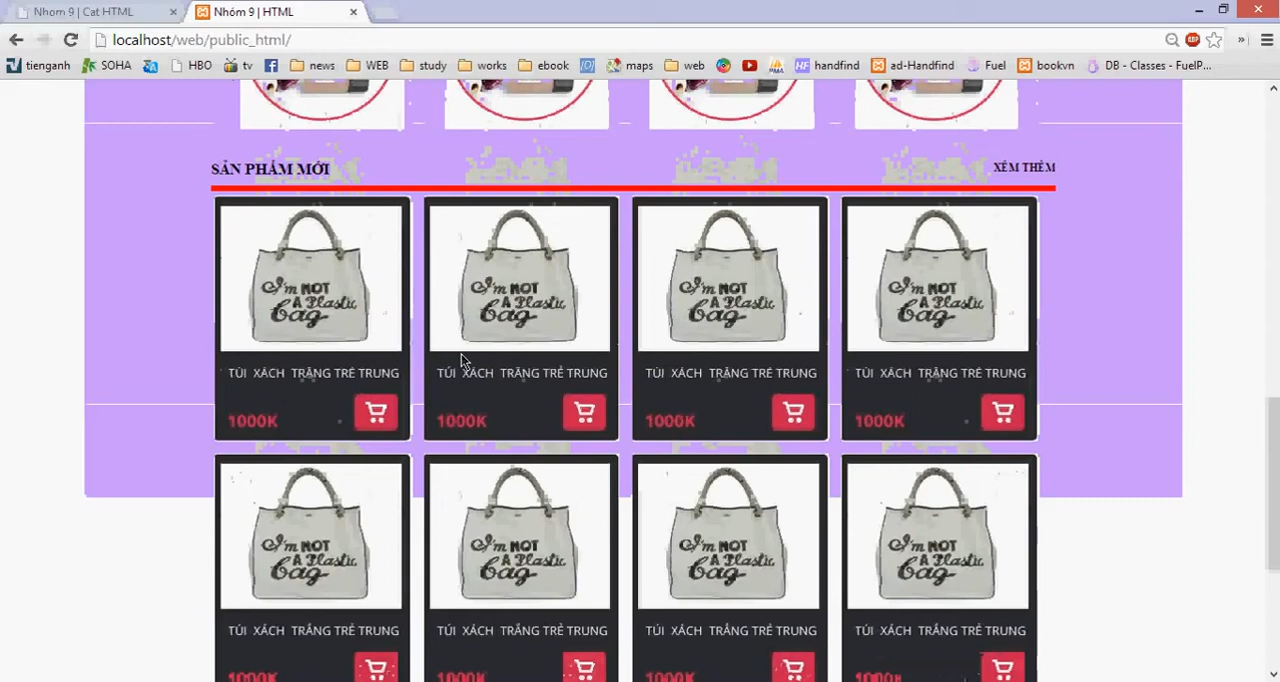 Nhóm 9 | Cat HTML
Nhóm 9 | HTML
localhost/web/public_html/
tienganh SOHA HBO tv news WEB study works ebook maps web handfind ad-Handfind Fuel bookvn DB - Classes - FuelP...
SẢN PHẨM MỚI
XEM THÊM
I'm NOT A Plastic bag
I'm NOT A Plastic bag
I'm NOT A Plastic bag
I'm NOT A Plastic bag
TÚI XÁCH TRẮNG TRẺ TRUNG
TÚI XÁCH TRẮNG TRẺ TRUNG
TÚI XÁCH TRẮNG TRẺ TRUNG
TÚI XÁCH TRẮNG TRẺ TRUNG
1000K
1000K
1000K
1000K
I'm NOT A Plastic bag
I'm NOT A Plastic bag
I'm NOT A Plastic bag
I'm NOT A Plastic bag
TÚI XÁCH TRẮNG TRẺ TRUNG
TÚI XÁCH TRẮNG TRẺ TRUNG
TÚI XÁCH TRẮNG TRẺ TRUNG
TÚI XÁCH TRẮNG TRẺ TRUNG
1000K
1000K
1000K
1000K